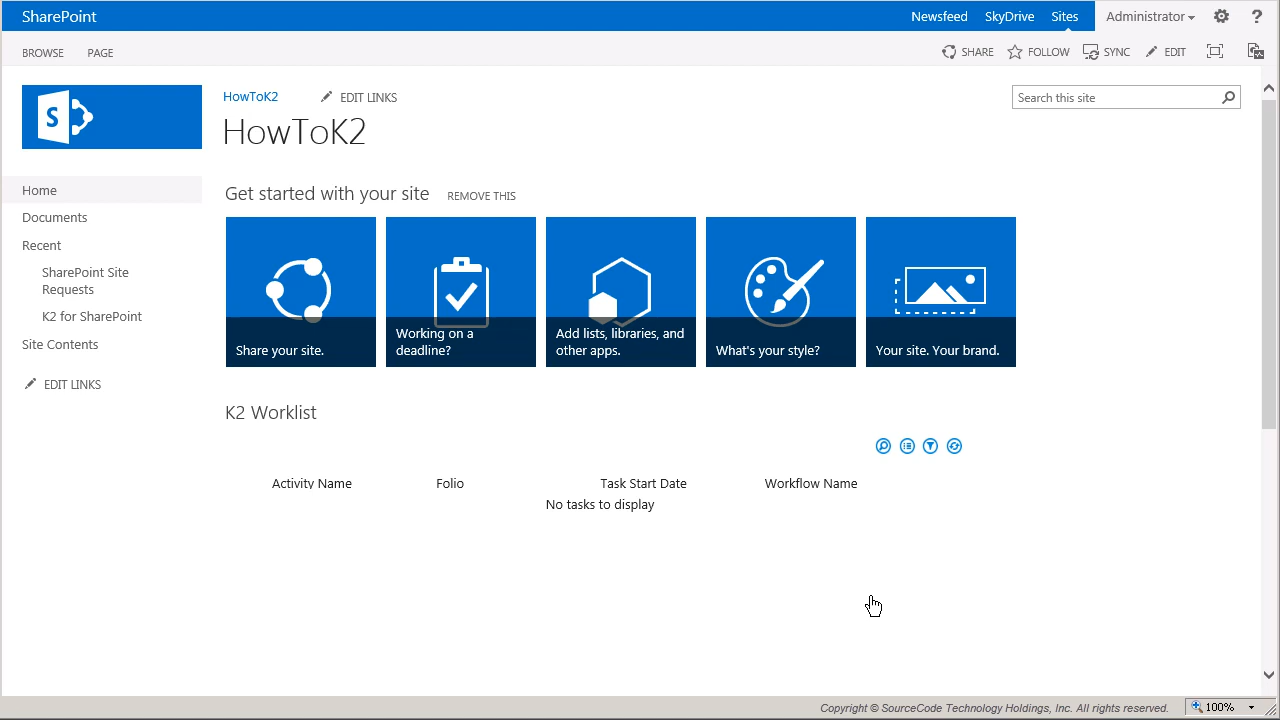 SharePoint
Newsfeed SkyDrive Sites Administrator ?
BROWSE PAGE
SHARE FOLLOW SYNC EDIT
S
HowToK2 EDIT LINKS
Search this site
HowToK2
Home
Documents
Recent
SharePoint Site
Requests
K2 for SharePoint
Site Contents
EDIT LINKS
Get started with your site REMOVE THIS
Share your site.
Working on a
deadline?
Add lists, libraries, and
other apps.
What's your style?
Your site. Your brand.
K2 Worklist
Activity Name Folio Task Start Date Workflow Name
No tasks to display
Copyright © SourceCode Technology Holdings, Inc. All rights reserved.
100%